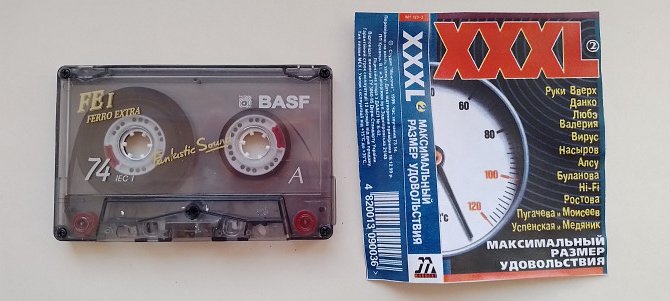 FE I
FERRO EXTRA
74
IEC I
BASF
Fantastic Sound
A
XXXL 2
МАКСИМАЛЬНЫЙ
РАЗМЕР УДОВОЛЬСТВИЯ
4 820013 090036 >
XXXL
2
Руки Вверх
Данко
Любэ
Валерия
Вирус
Насыров
Алсу
Буланова
Hi-Fi
Ростова
Пугачева и Моисеев
Успенская и Медяник
60
80
100
120
°c
МАКСИМАЛЬНЫЙ
РАЗМЕР
УДОВОЛЬСТВИЯ